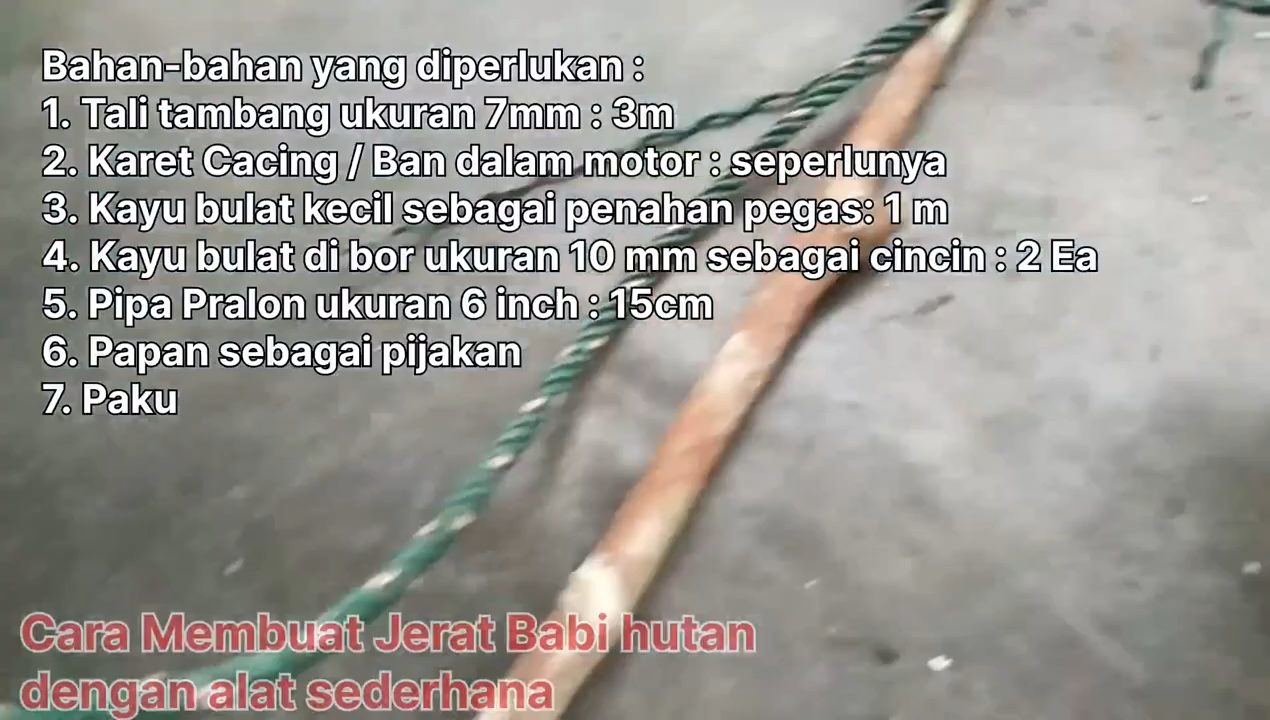 Bahan-bahan yang diperlukan :
1. Tali tambang ukuran 7mm : 3m
2. Karet Cacing / Ban dalam motor : seperlunya
3. Kayu bulat kecil sebagai penahan pegas: 1 m
4. Kayu bulat di bor ukuran 10 mm sebagai cincin : 2 Ea
5. Pipa Pralon ukuran 6 inch : 15cm
6. Papan sebagai pijakan
7. Paku
Cara Membuat Jerat Babi hutan
dengan alat sederhana